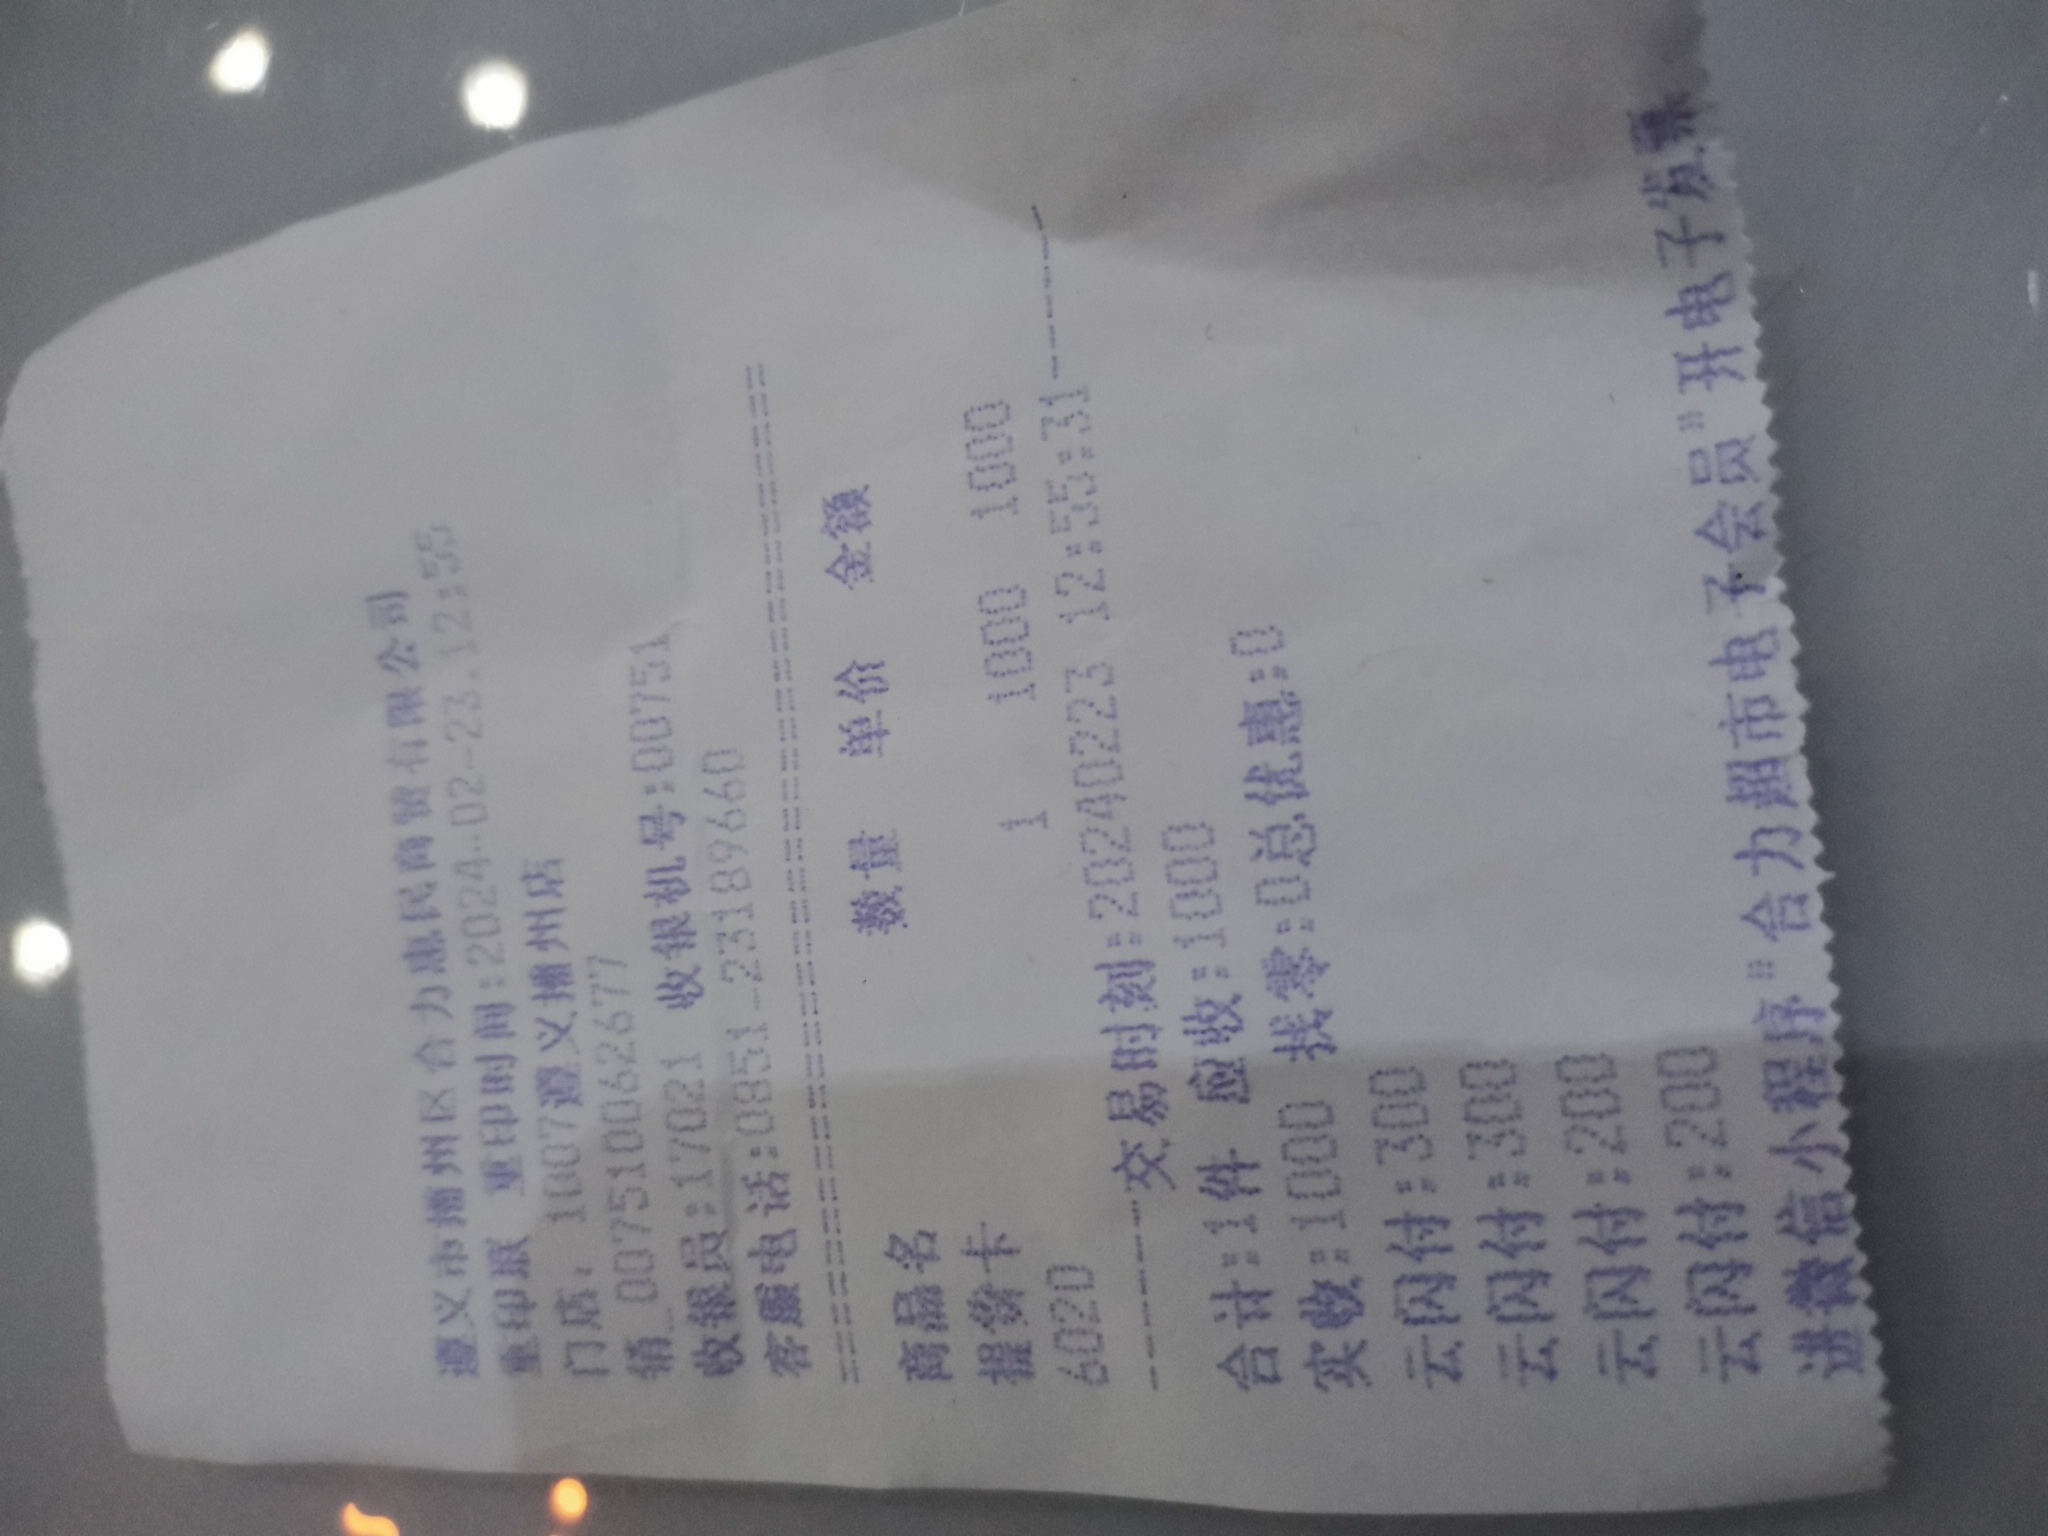 遵义市播州区合力惠民商贸有限公司
重印账 重印时间:2024-02-23.12:55
门店: 1007遵义播州店
销 0075110062677
收银员:17021 收银机号:00751
客服电话:0851-23189660
================================
商品名 数量 单价 金额
提货卡
6020 1 1000 1000
-------交易时刻:20240223 12:55:31-------
合计:1件 应收:1000
实收:1000 找零:0总优惠:0
云闪付:300
云闪付:300
云闪付:200
云闪付:200
进微信小程序"合力超市电子会员"开电子发票